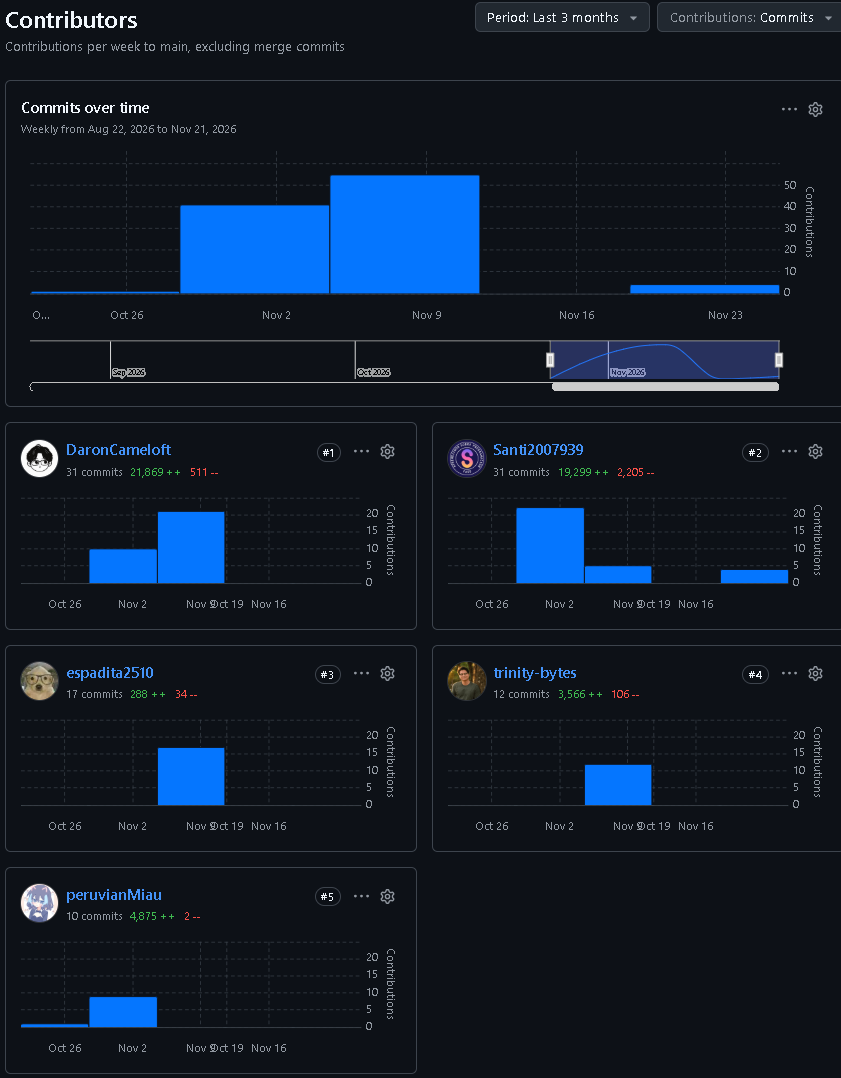 Contributors
Period: Last 3 months
Contributions: Commits
Contributions per week to main, excluding merge commits
Commits over time
Weekly from Aug 22, 2026 to Nov 21, 2026
50
40
30
20
10
0
Contributions
O...
Oct 26
Nov 2
Nov 9
Nov 16
Nov 23
Sep 2026
Oct 2026
Nov 2026
DaronCameloft
#1
31 commits 21,869 ++ 511 --
20
15
10
5
0
Contributions
Oct 26
Nov 2
Nov 9
Oct 19
Nov 16
Santi2007939
#2
31 commits 19,299 ++ 2,205 --
20
15
10
5
0
Contributions
Oct 26
Nov 2
Nov 9
Oct 19
Nov 16
espadita2510
#3
17 commits 288 ++ 34 --
20
15
10
5
0
Contributions
Oct 26
Nov 2
Nov 9
Oct 19
Nov 16
trinity-bytes
#4
12 commits 3,566 ++ 106 --
20
15
10
5
0
Contributions
Oct 26
Nov 2
Nov 9
Oct 19
Nov 16
peruvianMiau
#5
10 commits 4,875 ++ 2 --
20
15
10
5
0
Contributions
Oct 26
Nov 2
Nov 9
Oct 19
Nov 16